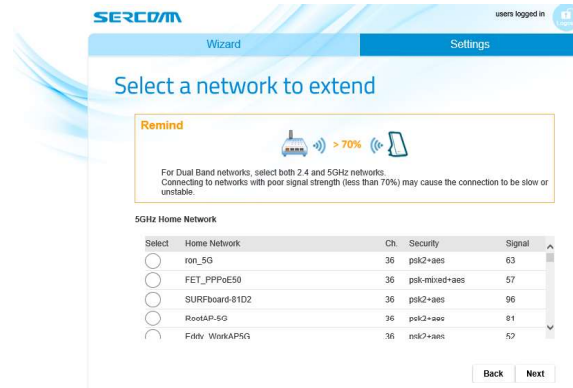 SERCOMM
users logged in
Wizard
Settings
Select a network to extend
Remind
> 70%
For Dual Band networks, select both 2.4 and 5GHz networks.
Connecting to networks with poor signal strength (less than 70%) may cause the connection to be slow or
unstable.
5GHz Home Network
Select Home Network Ch. Security Signal
ron_5G 36 psk2+aes 63
FET_PPPoE50 36 psk-mixed+aes 57
SURFboard-81D2 36 psk2+aes 96
RootAP-5G 36 psk2+aes 81
Eddy_WorkAP5G 36 psk2+aes 52
Back Next